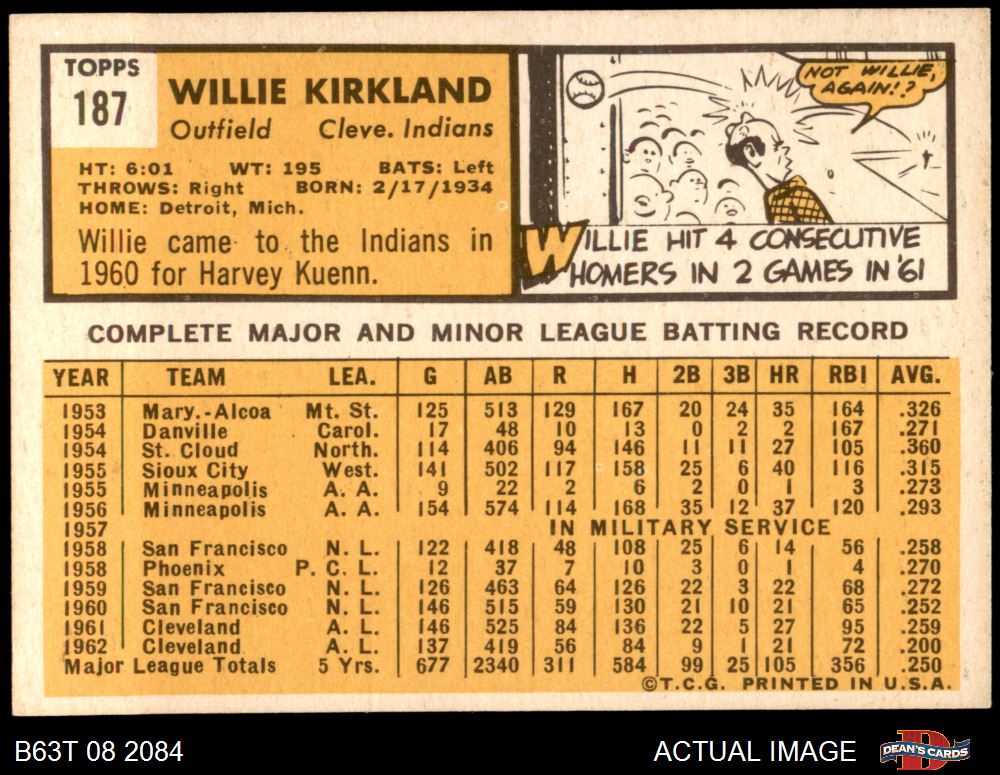 TOPPS
187
WILLIE KIRKLAND
Outfield Cleve. Indians
HT: 6:01 WT: 195 BATS: Left
THROWS: Right BORN: 2/17/1934
HOME: Detroit, Mich.
Willie came to the Indians in
1960 for Harvey Kuenn.
NOT WILLIE,
AGAIN!?
WILLIE HIT 4 CONSECUTIVE
HOMERS IN 2 GAMES IN '61
COMPLETE MAJOR AND MINOR LEAGUE BATTING RECORD
YEAR TEAM LEA. G AB R H 2B 3B HR RBI AVG.
1953 Mary.-Alcoa Mt. St. 125 513 129 167 20 24 35 164 .326
1954 Danville Carol. 17 48 10 13 0 2 2 167 .271
1954 St. Cloud North. 114 406 94 146 11 11 27 105 .360
1955 Sioux City West. 141 502 117 158 25 6 40 116 .315
1955 Minneapolis A. A. 9 22 2 6 2 0 1 3 .273
1956 Minneapolis A. A. 154 574 114 168 35 12 37 120 .293
1957 IN MILITARY SERVICE
1958 San Francisco N. L. 122 418 48 108 25 6 14 56 .258
1958 Phoenix P. C. L. 12 37 7 10 3 0 1 4 .270
1959 San Francisco N. L. 126 463 64 126 22 3 22 68 .272
1960 San Francisco N. L. 146 515 59 130 21 10 21 65 .252
1961 Cleveland A. L. 146 525 84 136 22 5 27 95 .259
1962 Cleveland A. L. 137 419 56 84 9 1 21 72 .200
Major League Totals 5 Yrs. 677 2340 311 584 99 25 105 356 .250
©T.C.G. PRINTED IN U.S.A.
B63T 08 2084 ACTUAL IMAGE D DEAN'S CARDS